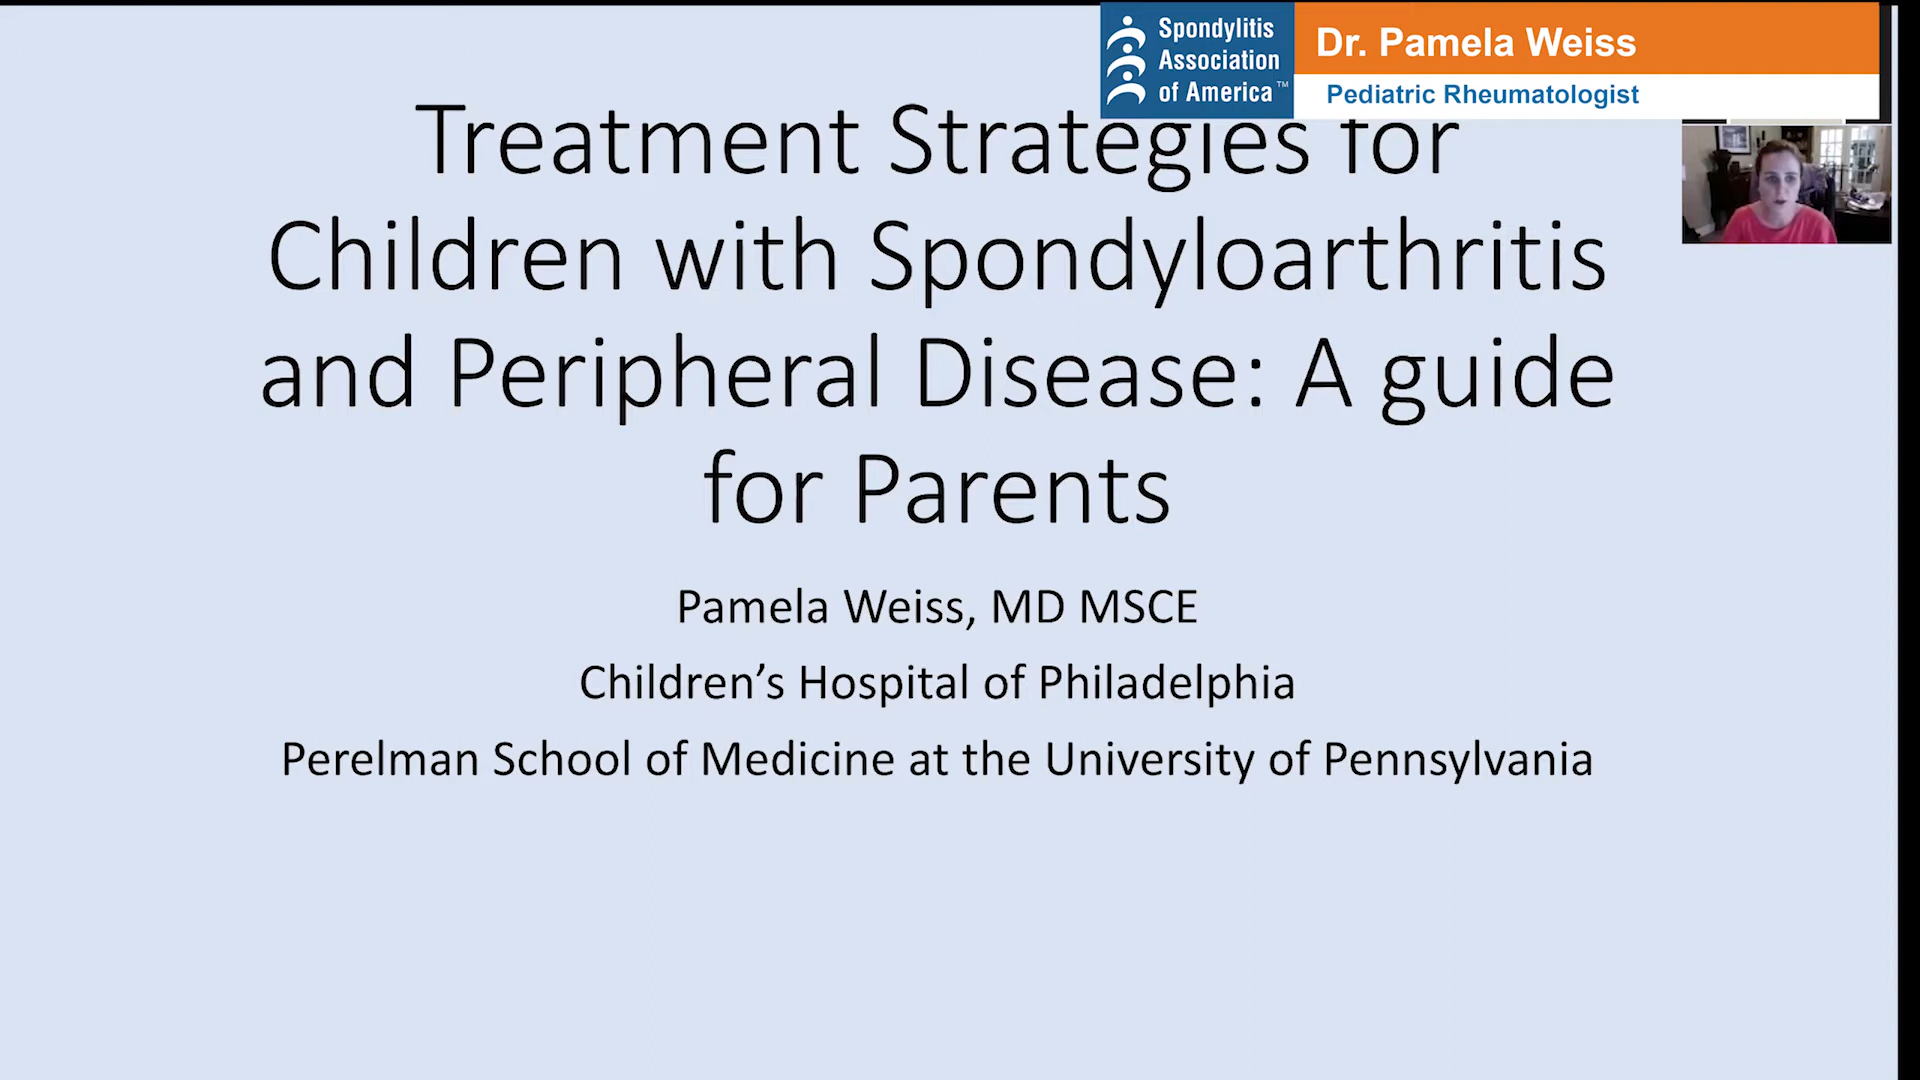 Spondylitis
Association
of America™
Dr. Pamela Weiss
Pediatric Rheumatologist
Treatment Strategies for
Children with Spondyloarthritis
and Peripheral Disease: A guide
for Parents
Pamela Weiss, MD MSCE
Children’s Hospital of Philadelphia
Perelman School of Medicine at the University of Pennsylvania